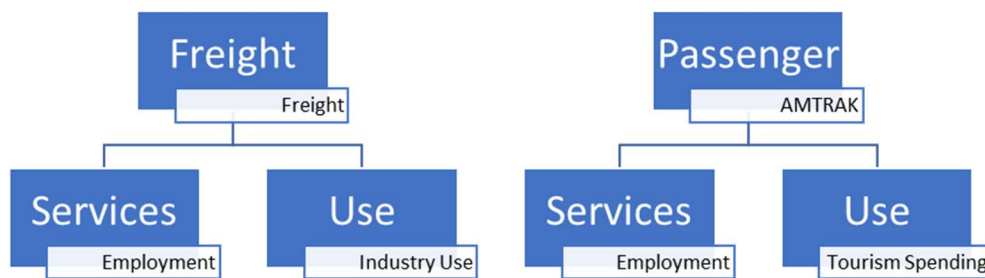 Freight
Freight
Services
Employment
Use
Industry Use
Passenger
AMTRAK
Services
Employment
Use
Tourism Spending